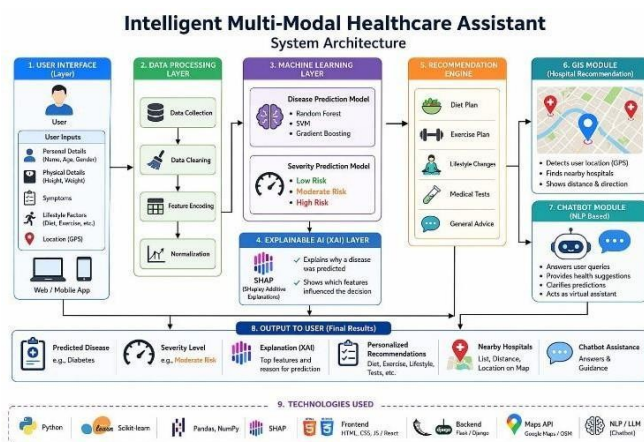 Intelligent Multi-Modal Healthcare Assistant
System Architecture
1. USER INTERFACE
(Layer)
User
User Inputs
Personal Details
(Name, Age, Gender)
Physical Details
(Height, Weight)
Symptoms
Lifestyle Factors
(Diet, Exercise, etc.)
Location (GPS)
Web / Mobile App
2. DATA PROCESSING
LAYER
Data Collection
Data Cleaning
Feature Encoding
Normalization
3. MACHINE LEARNING
LAYER
Disease Prediction Model
• Random Forest
• SVM
• Gradient Boosting
Severity Prediction Model
• Low Risk
• Moderate Risk
• High Risk
4. EXPLAINABLE AI (XAI) LAYER
SHAP
(SHapley Additive
Explanations)
✓ Explains why a disease
was predicted
✓ Shows which features
influenced the decision
5. RECOMMENDATION
ENGINE
Diet Plan
Exercise Plan
Lifestyle Changes
Medical Tests
General Advice
6. GIS MODULE
(Hospital Recommendation)
• Detects user location (GPS)
• Finds nearby hospitals
• Shows distance & direction
7. CHATBOT MODULE
(NLP Based)
• Answers user queries
• Provides health suggestions
• Clarifies predictions
• Acts as virtual assistant
8. OUTPUT TO USER (Final Results)
Predicted Disease
e.g., Diabetes
Severity Level
e.g., Moderate Risk
Explanation (XAI)
Top features and
reason for prediction
Personalized
Recommendations
Diet, Exercise, Lifestyle,
Tests, etc.
Nearby Hospitals
List, Distance,
Location on Map
Chatbot Assistance
Answers &
Guidance
9. TECHNOLOGIES USED
Python
learn
Scikit-learn
Pandas, NumPy
SHAP
Frontend
HTML, CSS, JS / React
django
Backend
Flask / Django
Maps API
Google Maps / OSM
NLP / LLM
(Chatbot)